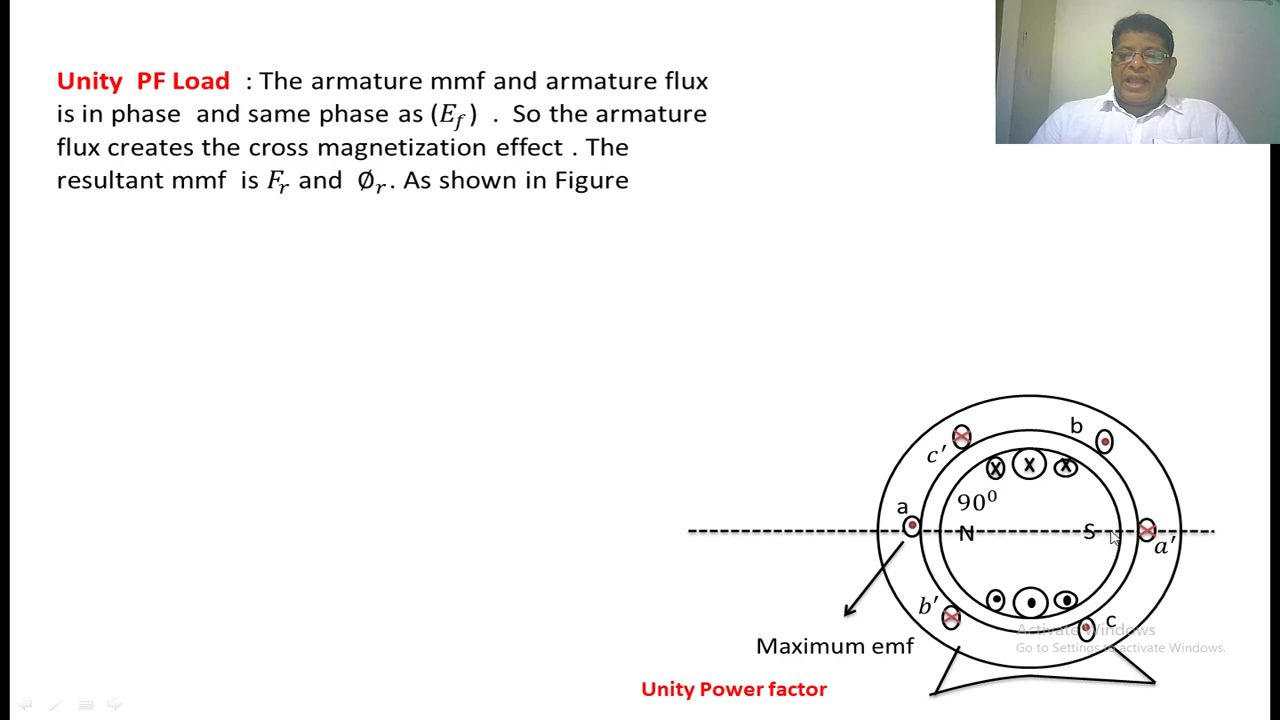 Unity PF Load : The armature mmf and armature flux
is in phase and same phase as (E_f) . So the armature
flux creates the cross magnetization effect . The
resultant mmf is F_r and Ø_r. As shown in Figure
b
c'
X X X
90⁰
a
N S
a'
b'
c
Activate Windows
Go to Settings to activate Windows.
Maximum emf
Unity Power factor